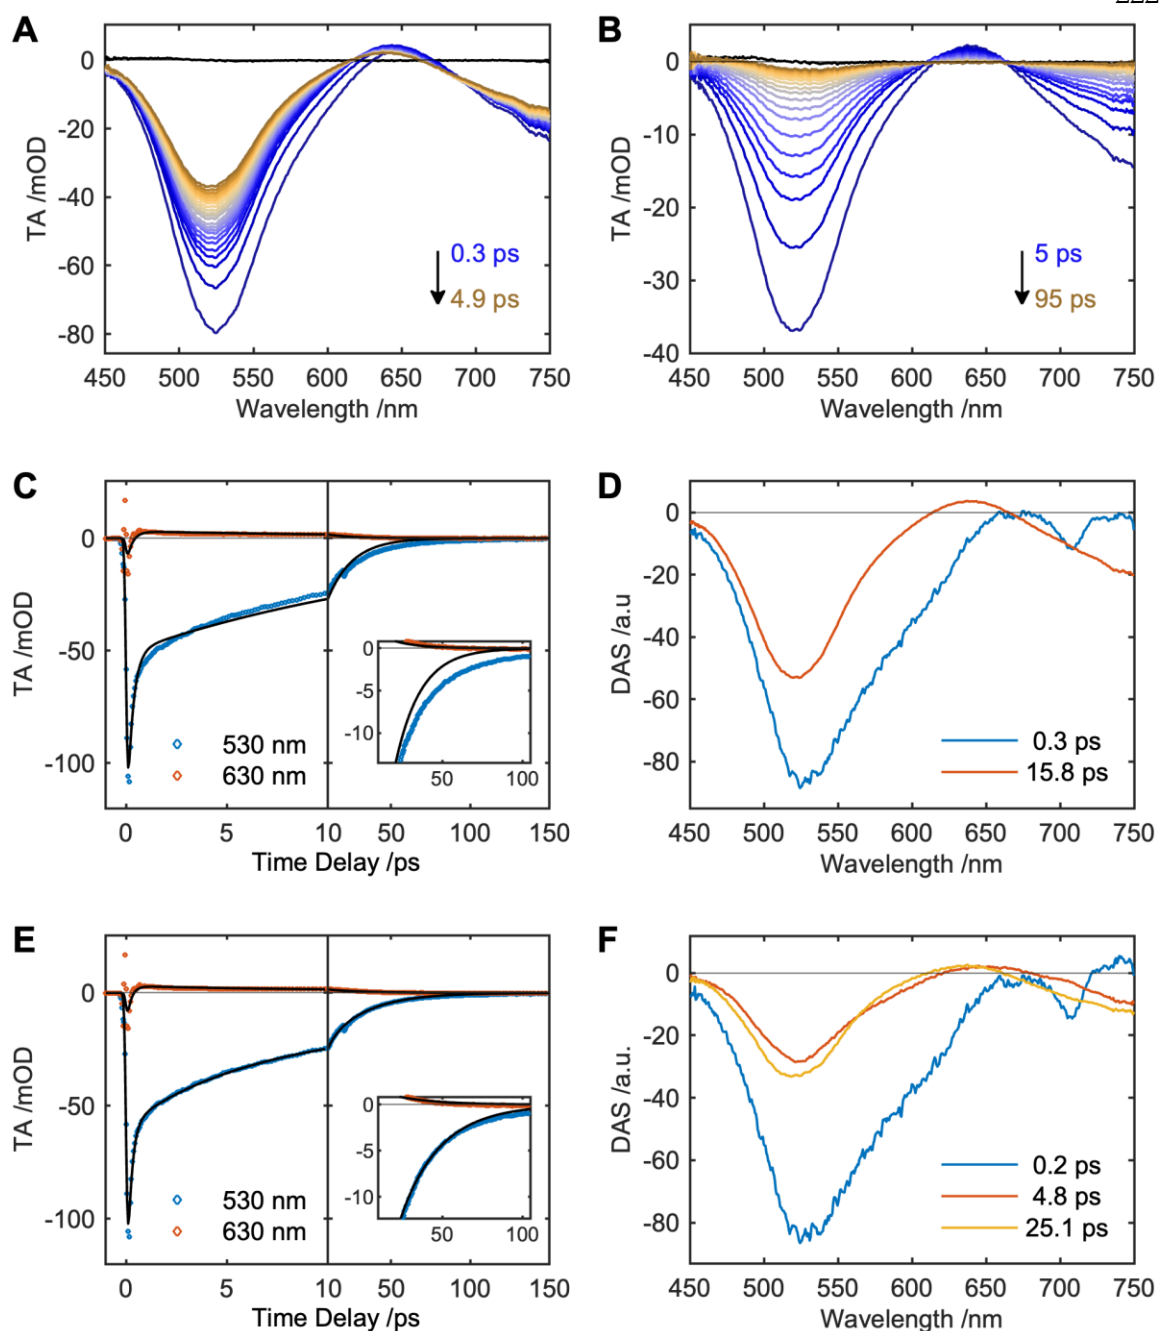 A
B
0
-20
-40
-60
-80
TA /mOD
0.3 ps
4.9 ps
450 500 550 600 650 700 750
Wavelength /nm
0
-10
-20
-30
-40
TA /mOD
5 ps
95 ps
450 500 550 600 650 700 750
Wavelength /nm
C
D
0
-50
-100
TA /mOD
530 nm
630 nm
0
-5
-10
50 100
0 5 10 50 100 150
Time Delay /ps
0
-20
-40
-60
-80
DAS /a.u
0.3 ps
15.8 ps
450 500 550 600 650 700 750
Wavelength /nm
E
F
0
-50
-100
TA /mOD
530 nm
630 nm
0
-5
-10
50 100
0 5 10 50 100 150
Time Delay /ps
0
-20
-40
-60
-80
DAS /a.u.
0.2 ps
4.8 ps
25.1 ps
450 500 550 600 650 700 750
Wavelength /nm